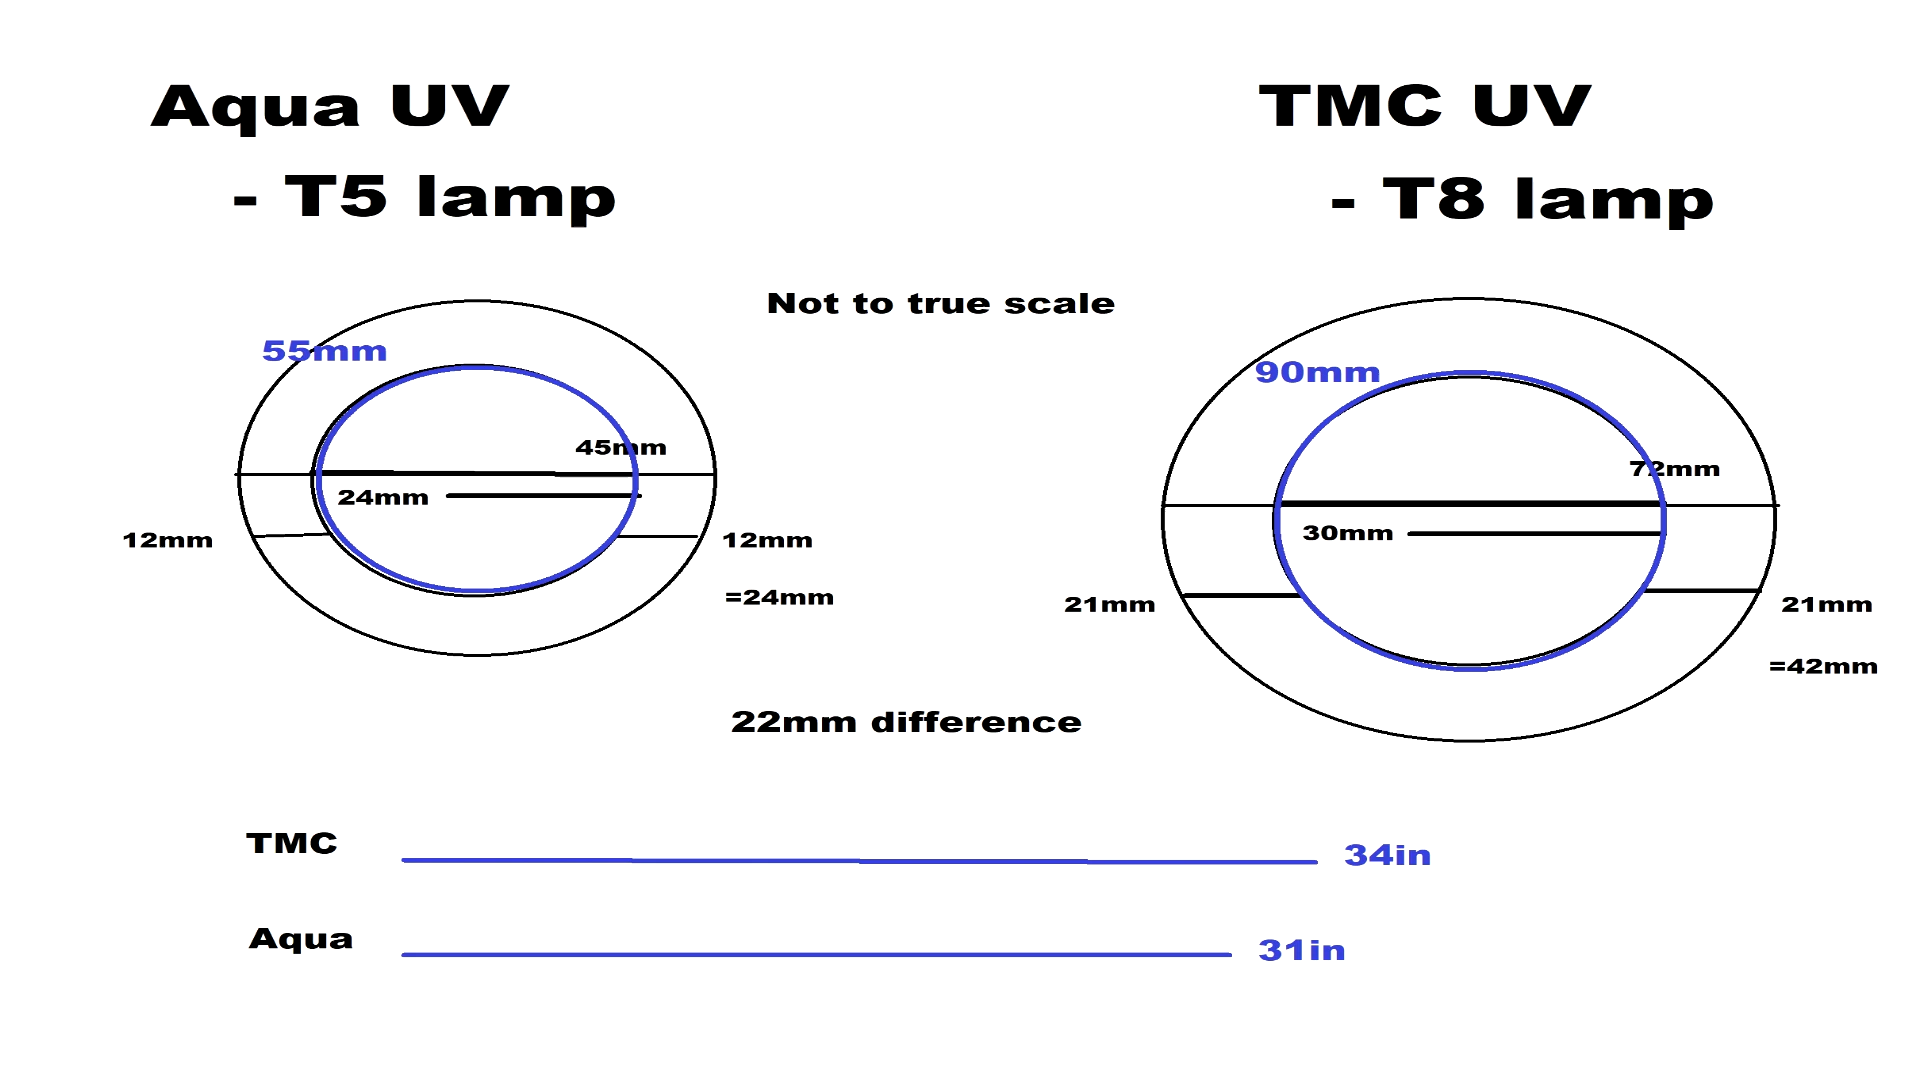 Aqua UV
- T5 lamp
TMC UV
- T8 lamp
Not to true scale
55mm
45mm
24mm
12mm
12mm
=24mm
90mm
72mm
30mm
21mm
21mm
=42mm
22mm difference
TMC
34in
Aqua
31in